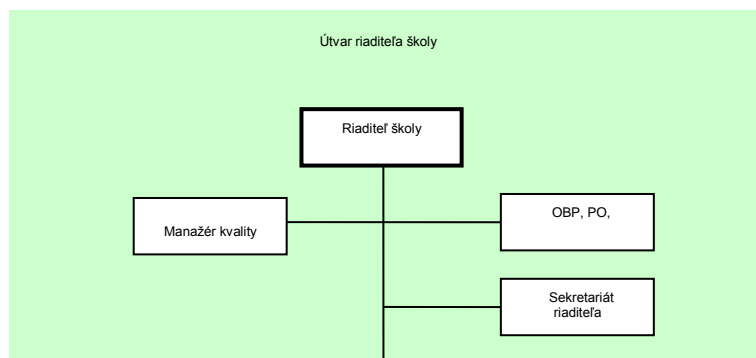 Útvar riaditeľa školy
Riaditeľ školy
Manažér kvality
OBP, PO,
Sekretariát
riaditeľa